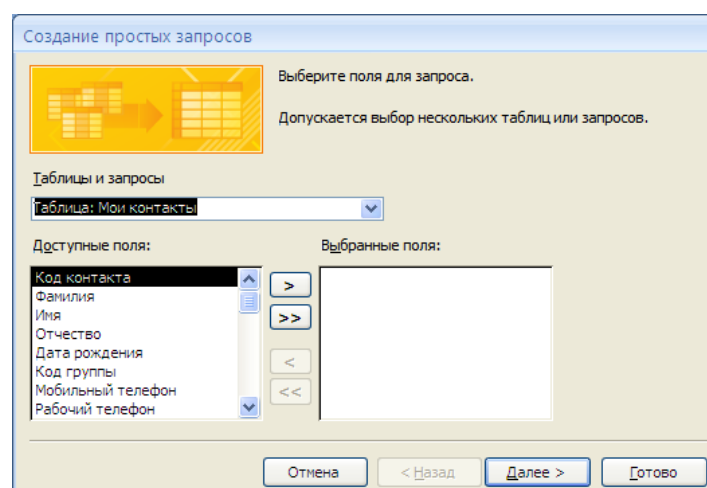 Создание простых запросов
Выберите поля для запроса.
Допускается выбор нескольких таблиц или запросов.
Таблицы и запросы
Таблица: Мои контакты
Доступные поля:
Выбранные поля:
Код контакта
Фамилия
Имя
Отчество
Дата рождения
Код группы
Мобильный телефон
Рабочий телефон
>
>>
<
<<
Отмена
< Назад
Далее >
Готово